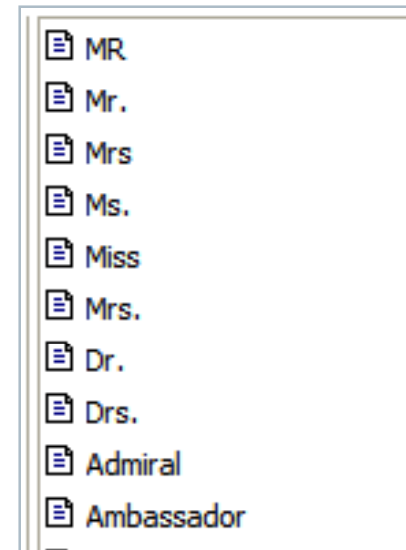 MR
Mr.
Mrs
Ms.
Miss
Mrs.
Dr.
Drs.
Admiral
Ambassador